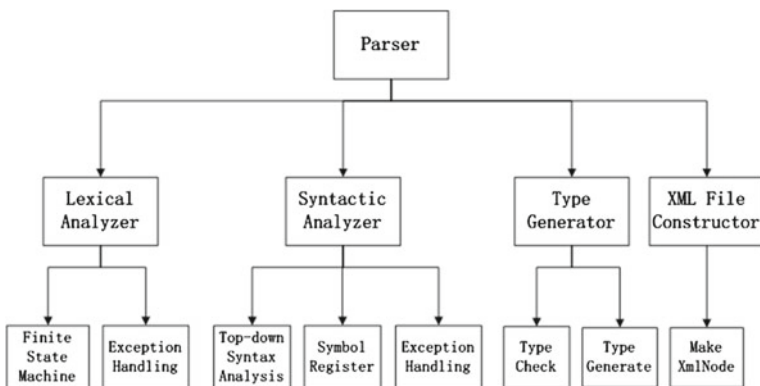 Parser
Lexical
Analyzer
Syntactic
Analyzer
Type
Generator
XML File
Constructor
Finite
State
Machine
Exception
Handling
Top-down
Syntax
Analysis
Symbol
Register
Exception
Handling
Type
Check
Type
Generate
Make
XmlNode